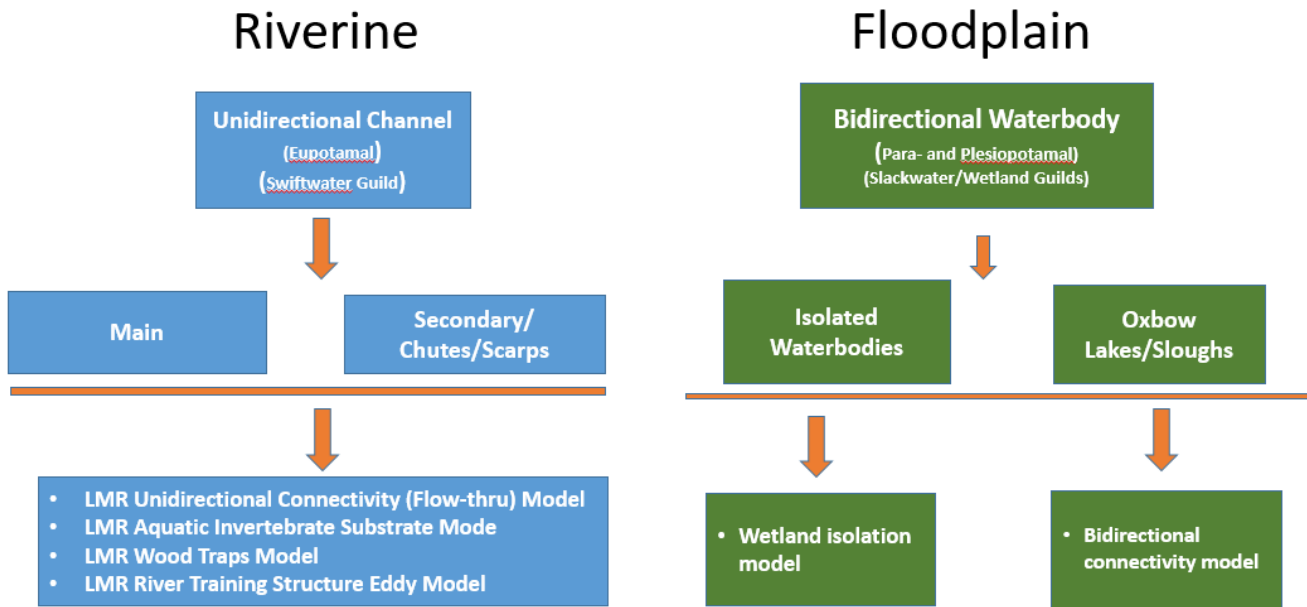 Riverine
Unidirectional Channel
(Eupotamal)
(Swiftwater Guild)
Main
Secondary/
Chutes/Scarps
• LMR Unidirectional Connectivity (Flow-thru) Model
• LMR Aquatic Invertebrate Substrate Mode
• LMR Wood Traps Model
• LMR River Training Structure Eddy Model
Floodplain
Bidirectional Waterbody
(Para- and Plesiopotamal)
(Slackwater/Wetland Guilds)
Isolated
Waterbodies
Oxbow
Lakes/Sloughs
• Wetland isolation
model
• Bidirectional
connectivity model